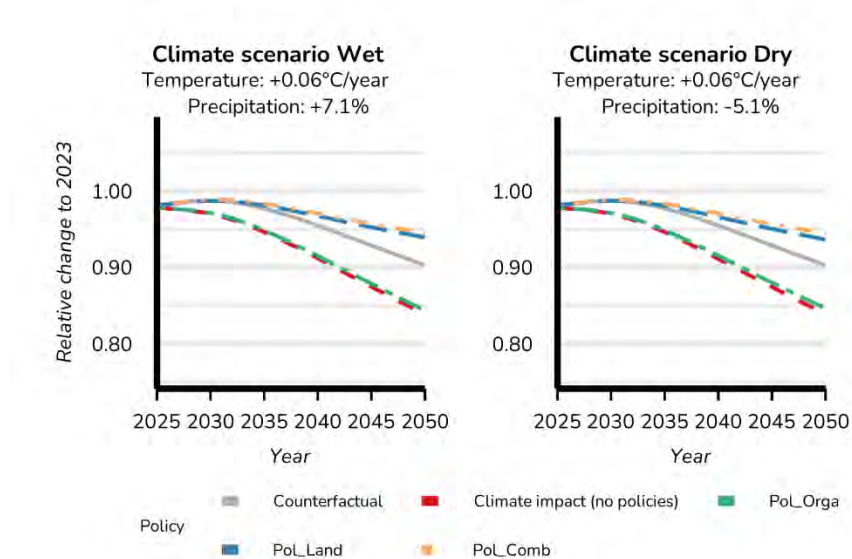 Climate scenario Wet
Temperature: +0.06°C/year
Precipitation: +7.1%
Climate scenario Dry
Temperature: +0.06°C/year
Precipitation: -5.1%
Relative change to 2023
1.00
0.90
0.80
2025 2030 2035 2040 2045 2050
Year
1.00
0.90
0.80
2025 2030 2035 2040 2045 2050
Year
Policy
Counterfactual
Climate impact (no policies)
Pol_Orga
Pol_Land
Pol_Comb